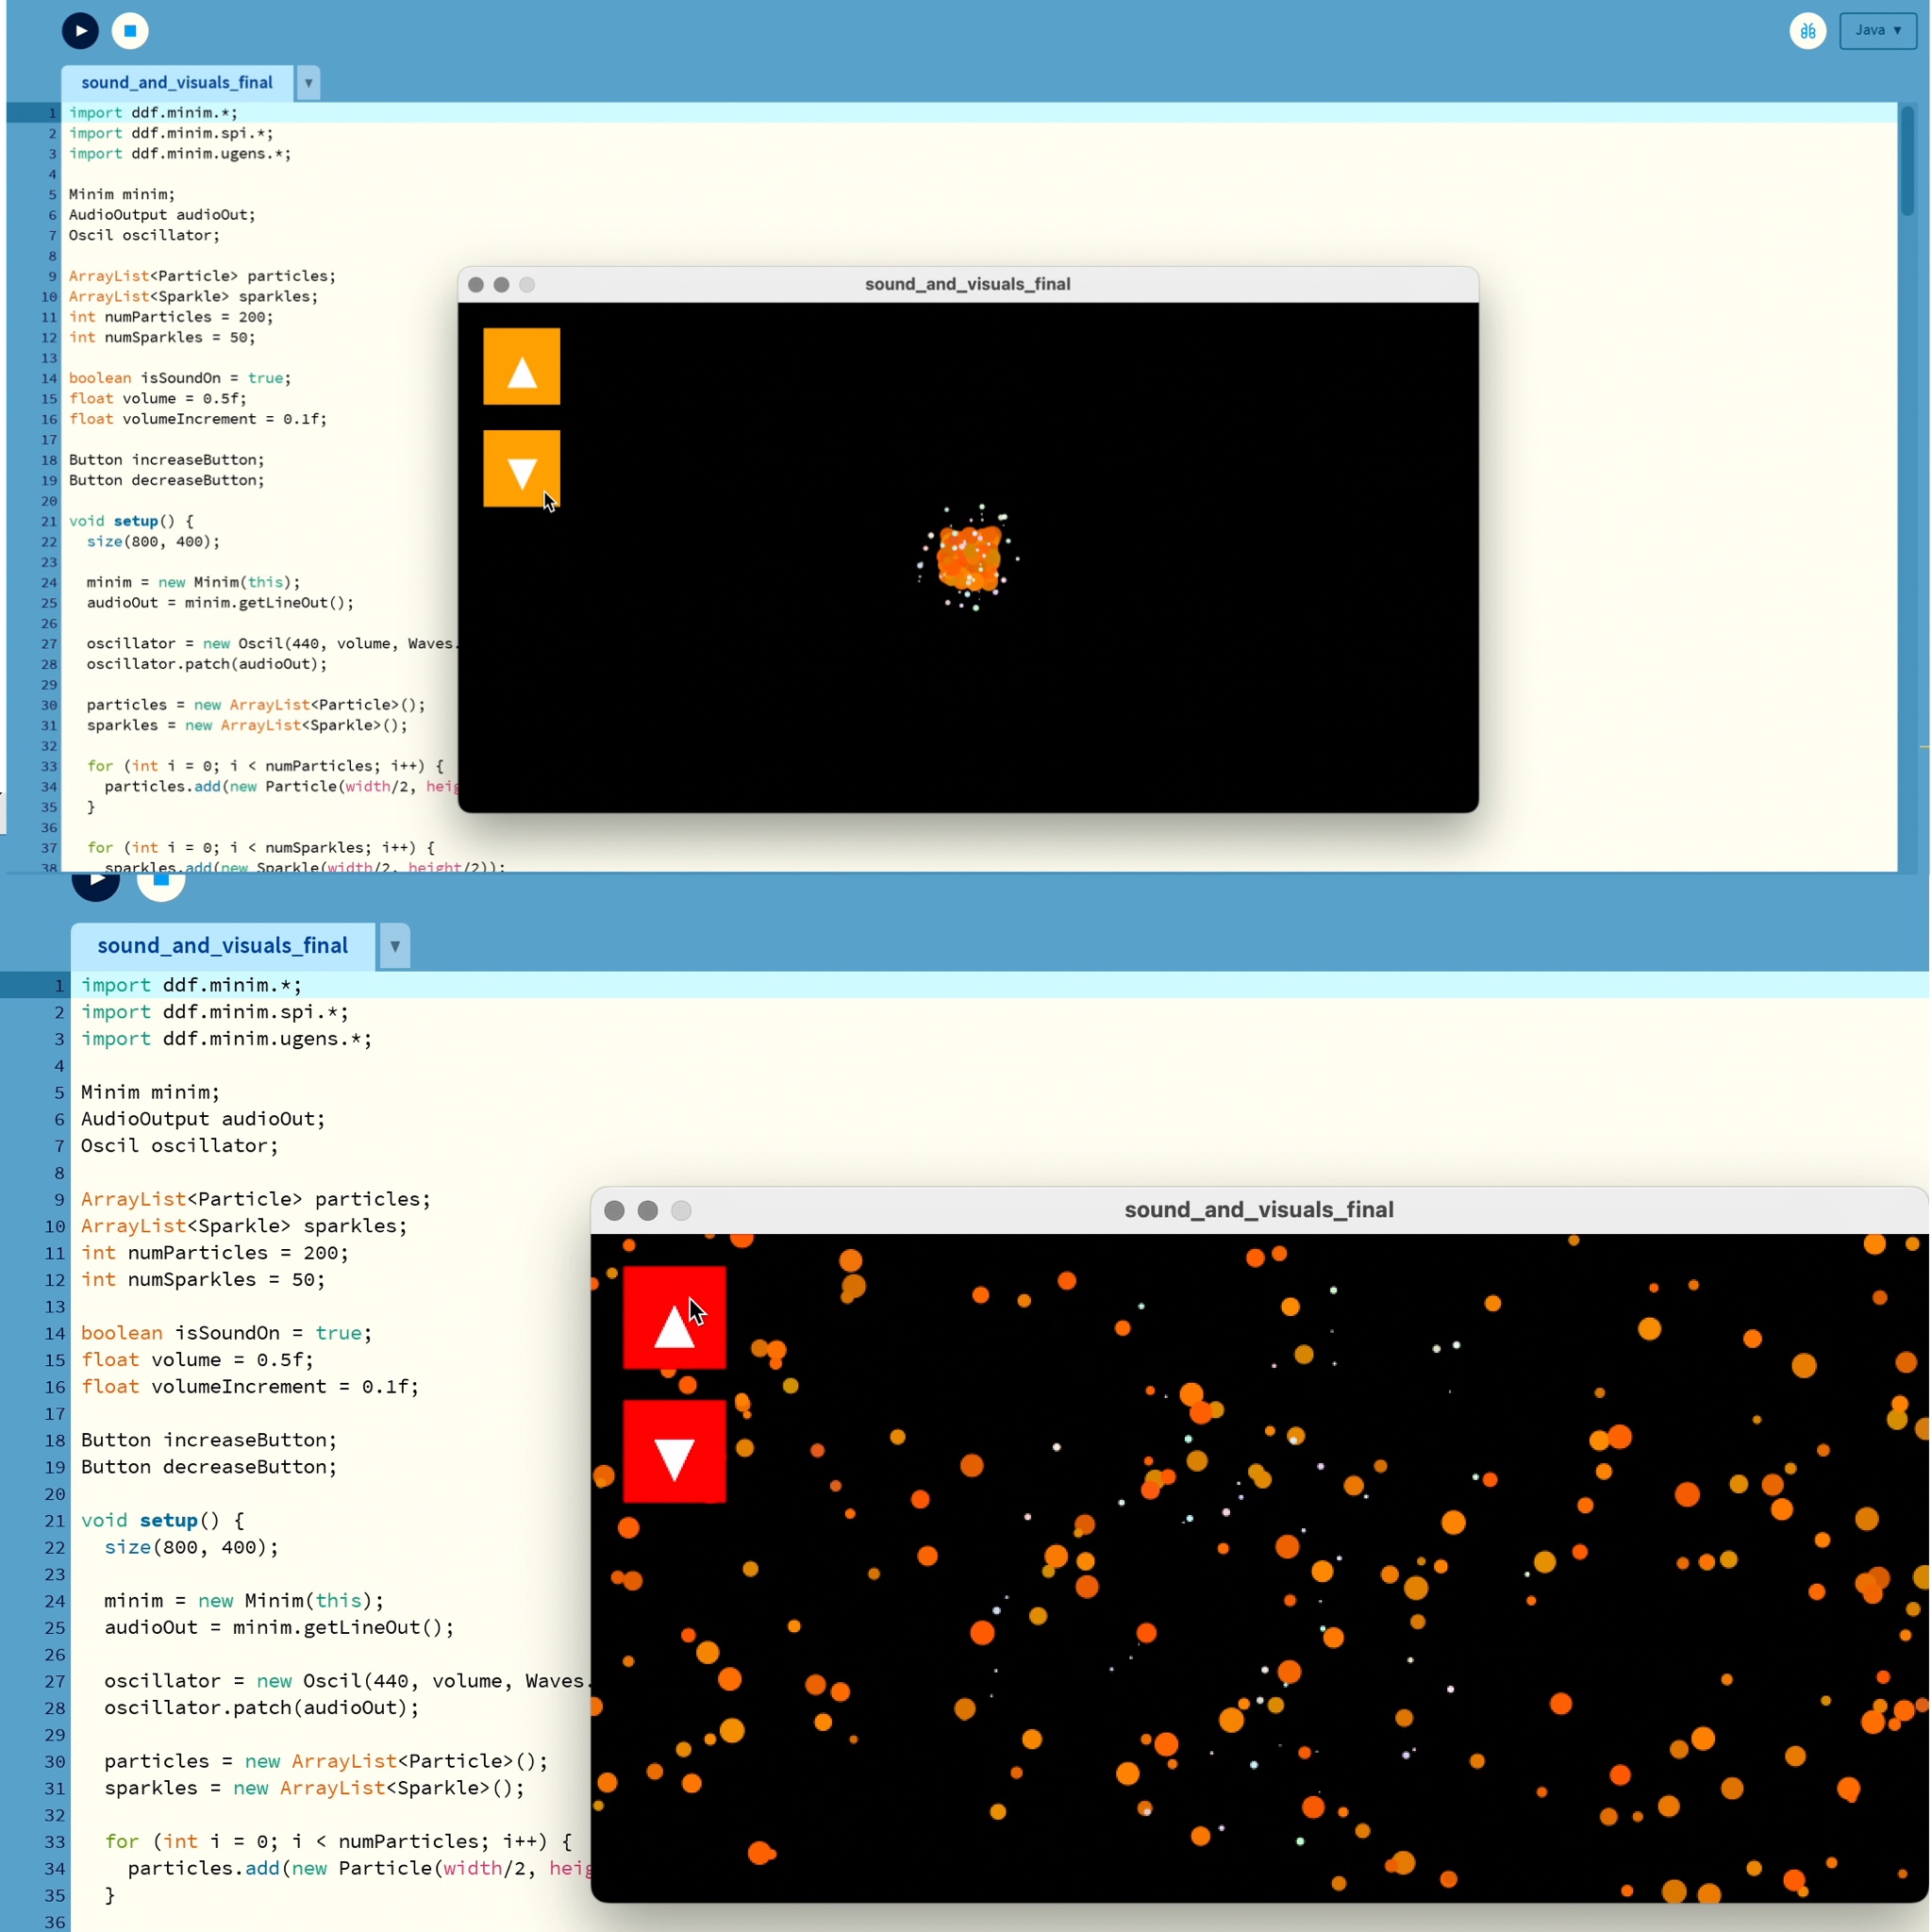 Java ▼
sound_and_visuals_final ▼
1 import ddf.minim.*;
2 import ddf.minim.spi.*;
3 import ddf.minim.ugens.*;
4
5 Minim minim;
6 AudioOutput audioOut;
7 Oscil oscillator;
8
9 ArrayList<Particle> particles;
10 ArrayList<Sparkle> sparkles;
11 int numParticles = 200;
12 int numSparkles = 50;
13
14 boolean isSoundOn = true;
15 float volume = 0.5f;
16 float volumeIncrement = 0.1f;
17
18 Button increaseButton;
19 Button decreaseButton;
20
21 void setup() {
22 size(800, 400);
23
24 minim = new Minim(this);
25 audioOut = minim.getLineOut();
26
27 oscillator = new Oscil(440, volume, Waves.
28 oscillator.patch(audioOut);
29
30 particles = new ArrayList<Particle>();
31 sparkles = new ArrayList<Sparkle>();
32
33 for (int i = 0; i < numParticles; i++) {
34 particles.add(new Particle(width/2, heig
35 }
36
37 for (int i = 0; i < numSparkles; i++) {
38 sparkles.add(new Sparkle(width/2, height/2));
sound_and_visuals_final
▲
▼
sound_and_visuals_final ▼
1 import ddf.minim.*;
2 import ddf.minim.spi.*;
3 import ddf.minim.ugens.*;
4
5 Minim minim;
6 AudioOutput audioOut;
7 Oscil oscillator;
8
9 ArrayList<Particle> particles;
10 ArrayList<Sparkle> sparkles;
11 int numParticles = 200;
12 int numSparkles = 50;
13
14 boolean isSoundOn = true;
15 float volume = 0.5f;
16 float volumeIncrement = 0.1f;
17
18 Button increaseButton;
19 Button decreaseButton;
20
21 void setup() {
22 size(800, 400);
23
24 minim = new Minim(this);
25 audioOut = minim.getLineOut();
26
27 oscillator = new Oscil(440, volume, Waves.
28 oscillator.patch(audioOut);
29
30 particles = new ArrayList<Particle>();
31 sparkles = new ArrayList<Sparkle>();
32
33 for (int i = 0; i < numParticles; i++) {
34 particles.add(new Particle(width/2, heig
35 }
36
sound_and_visuals_final
▲
▼